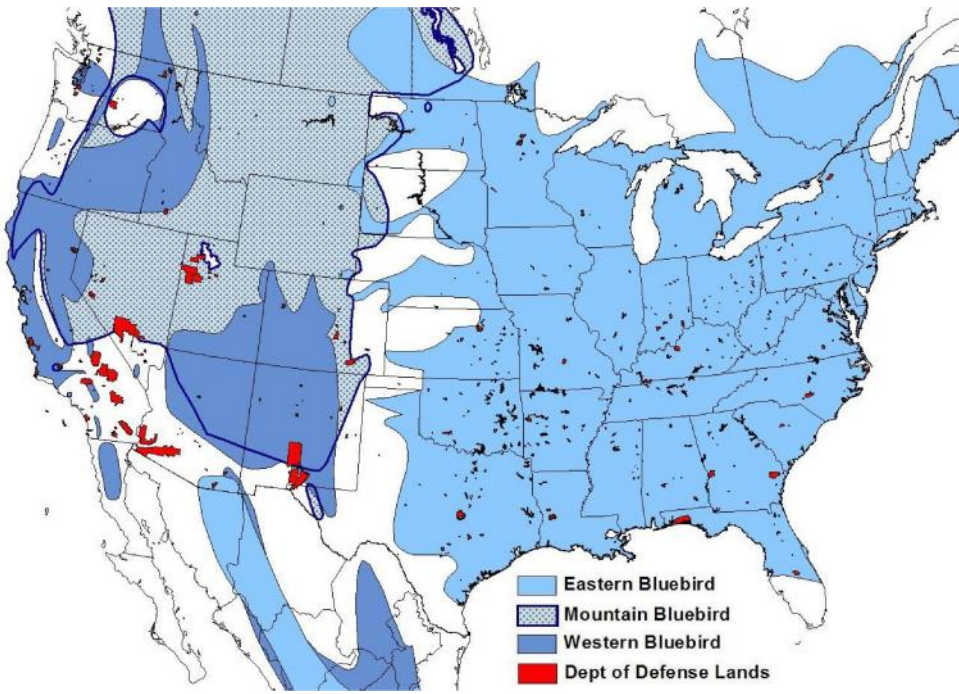 Eastern Bluebird
Mountain Bluebird
Western Bluebird
Dept of Defense Lands